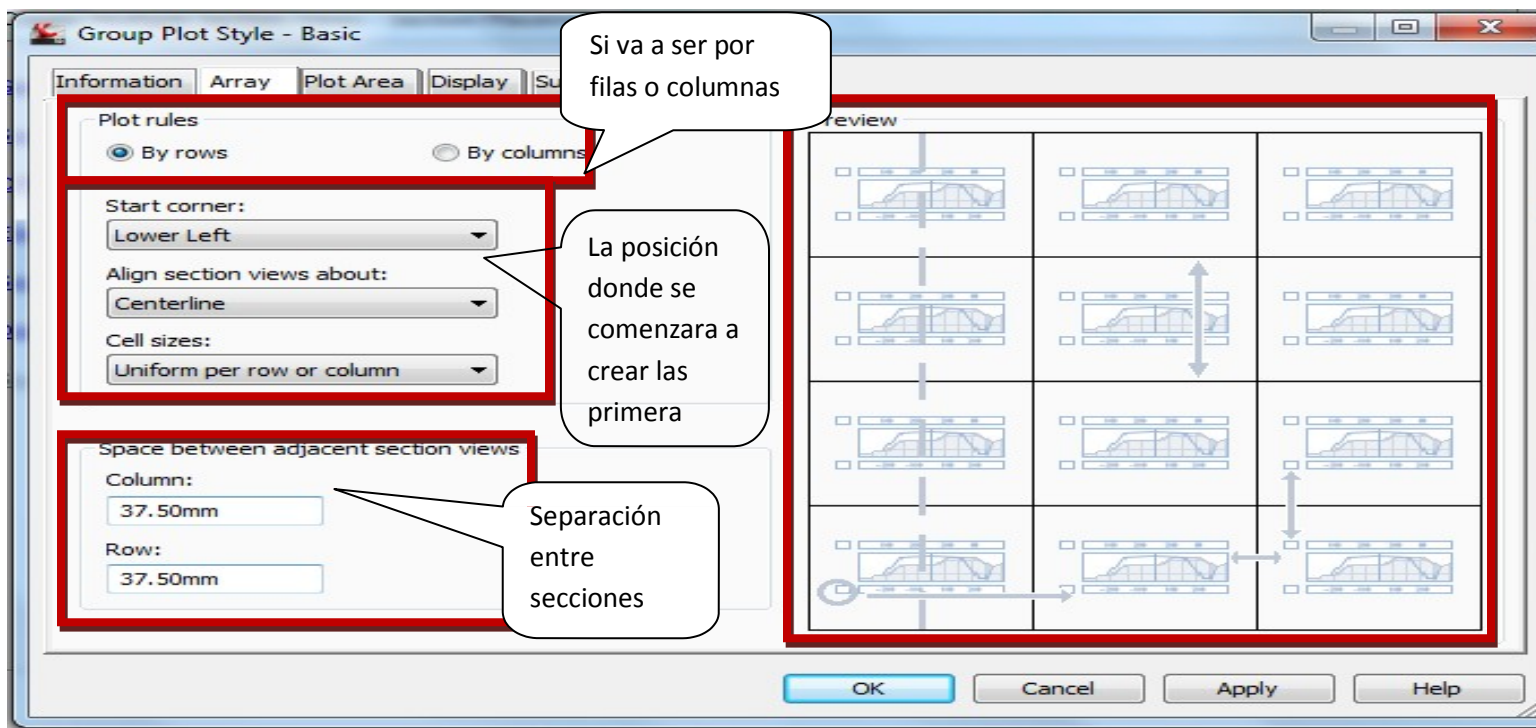 Group Plot Style - Basic
Si va a ser por
filas o columnas
Information
Array
Plot Area
Display
Su
Plot rules
By rows
By columns
Start corner:
Lower Left
Align section views about:
Centerline
Cell sizes:
Uniform per row or column
La posición
donde se
comenzara a
crear las
primera
Space between adjacent section views
Column:
37.50mm
Row:
37.50mm
Separación
entre
secciones
review
OK
Cancel
Apply
Help